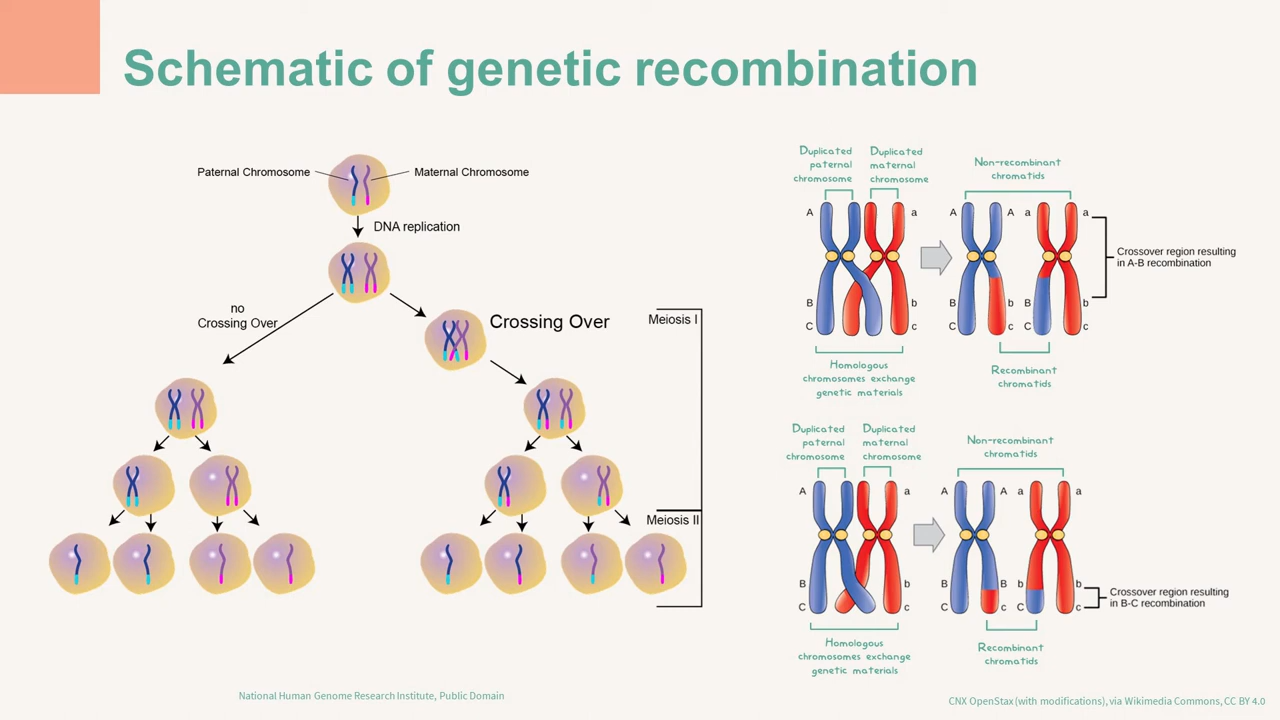 Schematic of genetic recombination
Paternal Chromosome
Maternal Chromosome
DNA replication
no
Crossing Over
Crossing Over
Meiosis I
Meiosis II
Duplicated
paternal
chromosome
Duplicated
maternal
chromosome
Non-recombinant
chromatids
A
a
A
A
a
a
Crossover region resulting
in A-B recombination
B
b
B
b
B
b
C
c
C
c
C
c
Homologous
chromosomes exchange
genetic materials
Recombinant
chromatids
Duplicated
paternal
chromosome
Duplicated
maternal
chromosome
Non-recombinant
chromatids
A
a
A
A
a
a
B
b
B
B
b
b
C
c
C
c
C
c
Crossover region resulting
in B-C recombination
Homologous
chromosomes exchange
genetic materials
Recombinant
chromatids
National Human Genome Research Institute, Public Domain
CNX OpenStax (with modifications), via Wikimedia Commons, CC BY 4.0